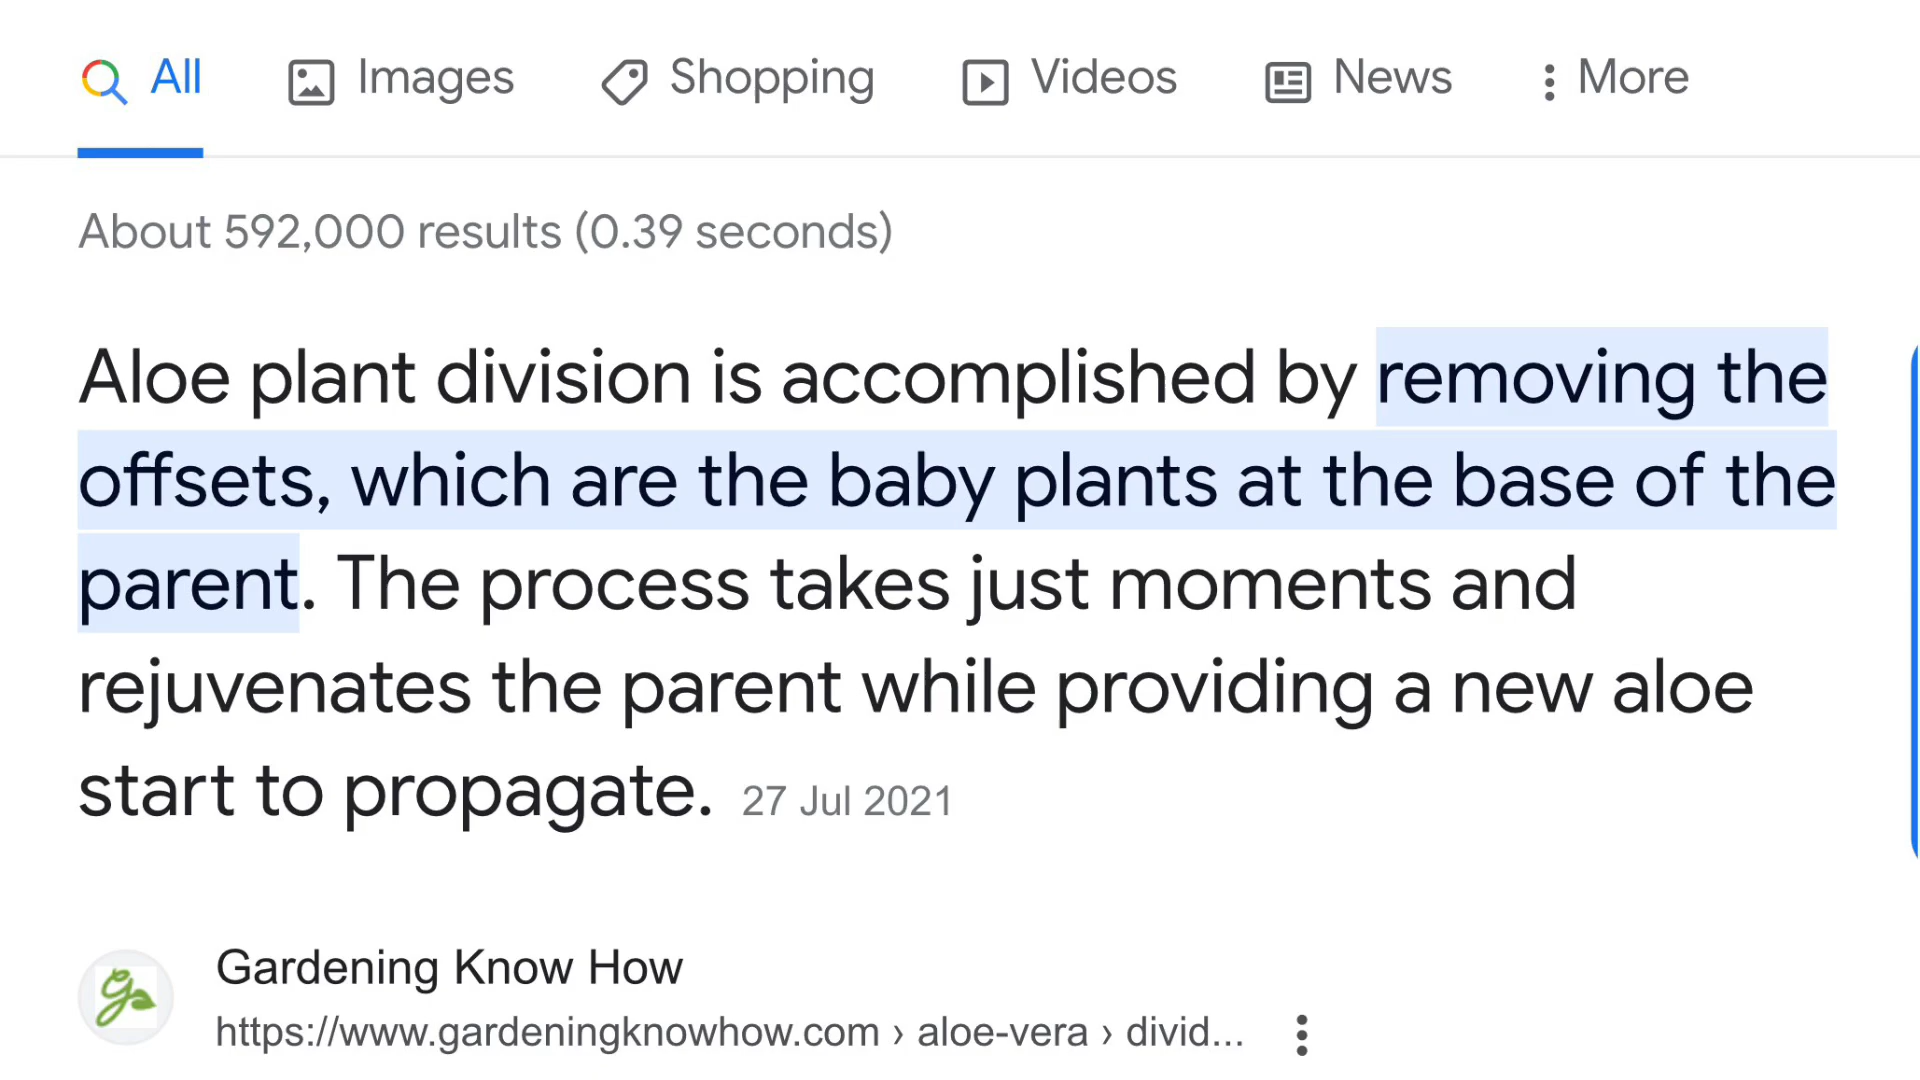 All Images Shopping Videos News More
About 592,000 results (0.39 seconds)
Aloe plant division is accomplished by removing the
offsets, which are the baby plants at the base of the
parent. The process takes just moments and
rejuvenates the parent while providing a new aloe
start to propagate. 27 Jul 2021
Gardening Know How
https://www.gardeningknowhow.com › aloe-vera › divid...